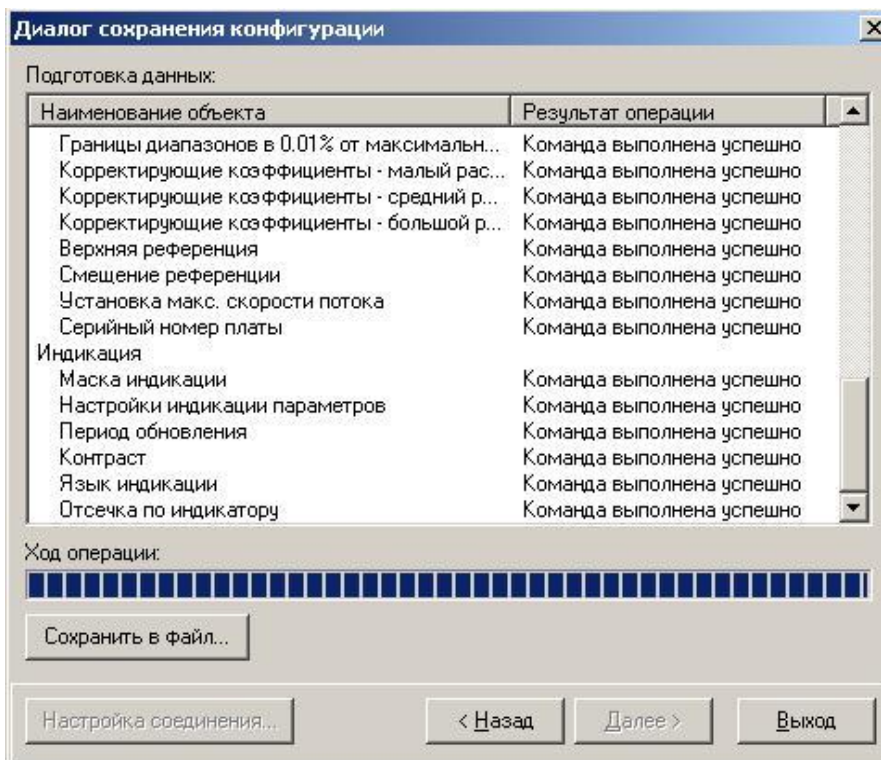 Диалог сохранения конфигурации
Подготовка данных:
Наименование объекта Результат операции
Границы диапазонов в 0.01% от максимальн... Команда выполнена успешно
Корректирующие коэффициенты - малый рас... Команда выполнена успешно
Корректирующие коэффициенты - средний р... Команда выполнена успешно
Корректирующие коэффициенты - большой р... Команда выполнена успешно
Верхняя референция Команда выполнена успешно
Смещение референции Команда выполнена успешно
Установка макс. скорости потока Команда выполнена успешно
Серийный номер платы Команда выполнена успешно
Индикация
Маска индикации Команда выполнена успешно
Настройки индикации параметров Команда выполнена успешно
Период обновления Команда выполнена успешно
Контраст Команда выполнена успешно
Язык индикации Команда выполнена успешно
Отсечка по индикатору Команда выполнена успешно
Ход операции:
Сохранить в файл...
Настройка соединения... < Назад Далее > Выход